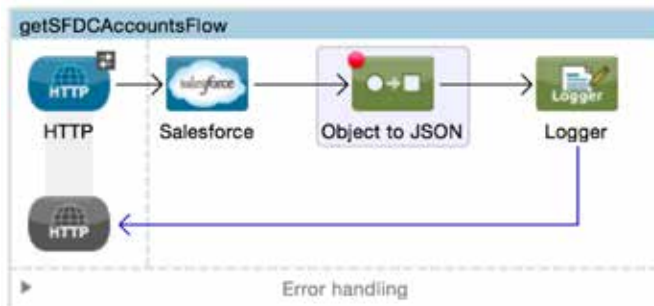 getSFDCAccountsFlow
HTTP
salesforce
Logger
HTTP
Salesforce
Object to JSON
Logger
HTTP
Error handling